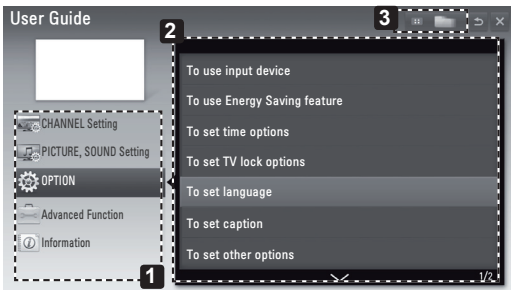 User Guide
3
2
CHANNEL Setting
PICTURE, SOUND Setting
OPTION
Advanced Function
Information
1
To use input device
To use Energy Saving feature
To set time options
To set TV lock options
To set language
To set caption
To set other options
1/2